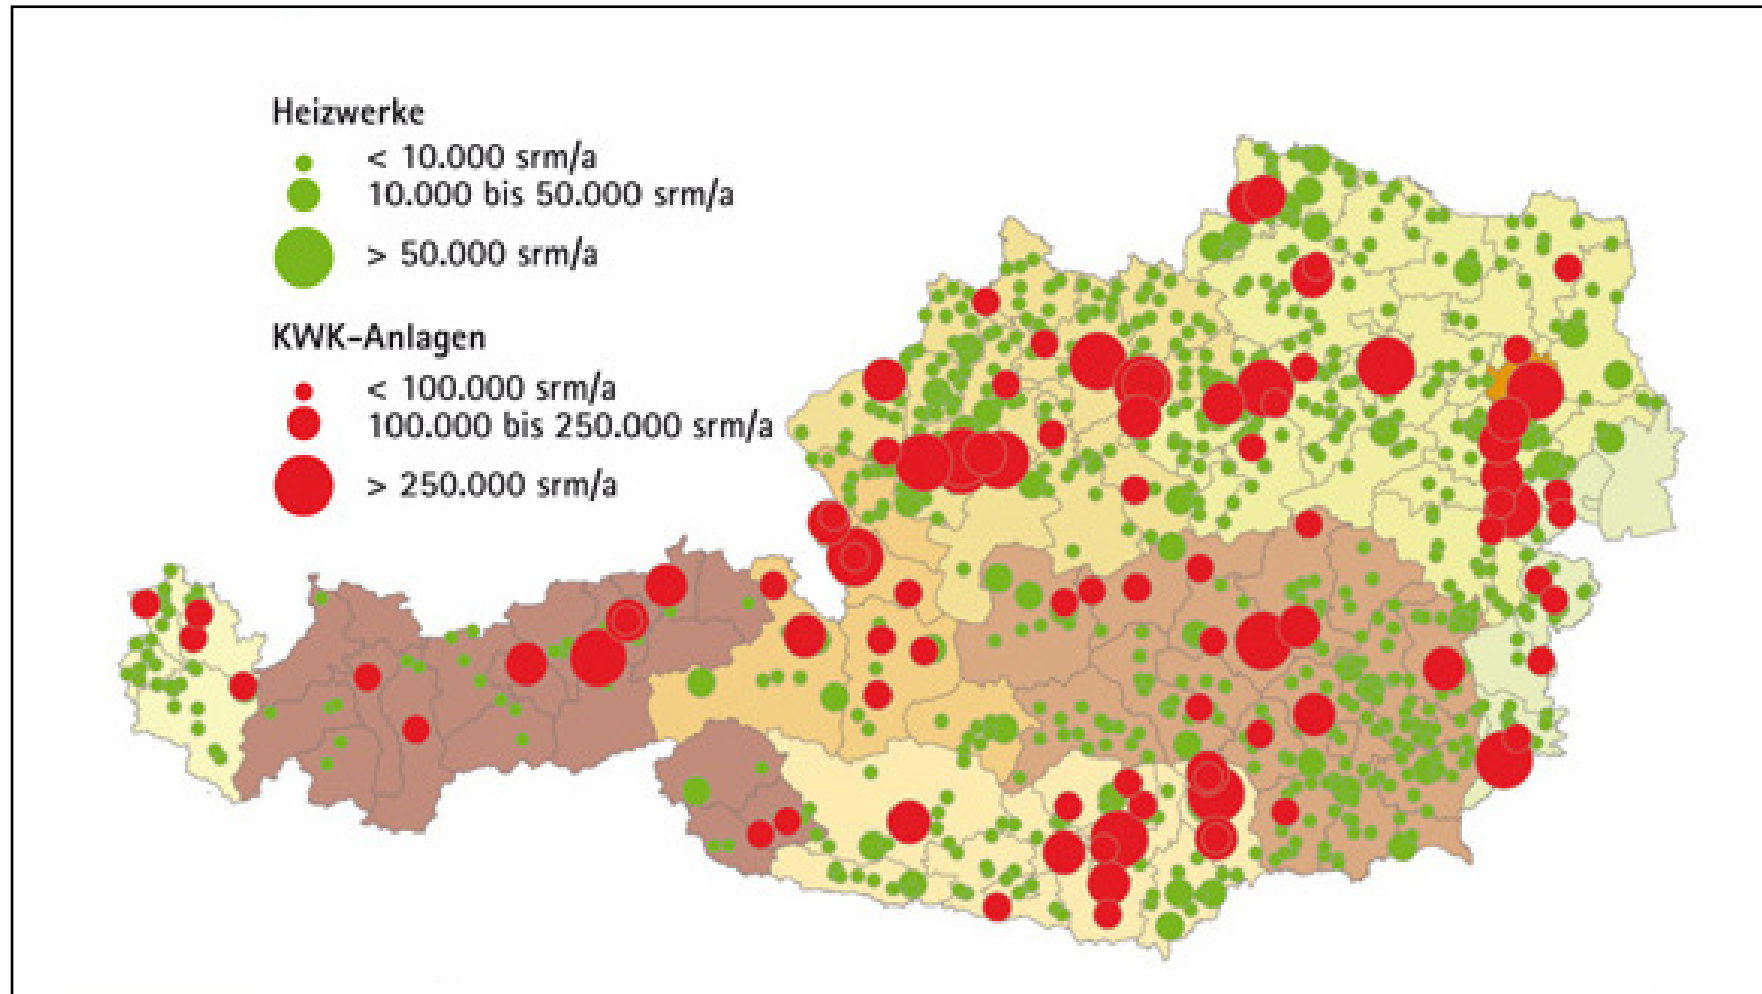 Heizwerke
< 10.000 srm/a
10.000 bis 50.000 srm/a
> 50.000 srm/a
KWK-Anlagen
< 100.000 srm/a
100.000 bis 250.000 srm/a
> 250.000 srm/a